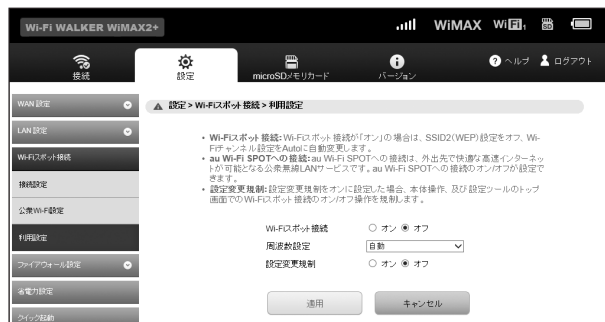 Wi-Fi WALKER WiMAX2+
WiMAX WiFi1 SD
接続 設定 microSDメモリカード バージョン ヘルプ ログアウト
WAN設定
LAN設定
Wi-Fiスポット接続
接続設定
公衆Wi-Fi設定
利用設定
ファイアウォール設定
省電力設定
クイック起動
設定 > Wi-Fiスポット接続 > 利用設定
• Wi-Fiスポット接続: Wi-Fiスポット接続が「オン」の場合は、SSID2(WEP)設定をオフ、Wi-
Fiチャンネル設定をAutoに自動変更します。
• au Wi-Fi SPOTへの接続: au Wi-Fi SPOTへの接続は、外出先で快適な高速インターネッ
トが可能となる公衆無線LANサービスです。au Wi-Fi SPOTへの接続のオン/オフが設定で
きます。
• 設定変更規制: 設定変更規制をオンに設定した場合、本体操作、及び設定ツールのトップ
画面でのWi-Fiスポット接続のオン/オフ操作を規制します。
Wi-Fiスポット接続 オン オフ
周波数設定 自動
設定変更規制 オン オフ
適用 キャンセル